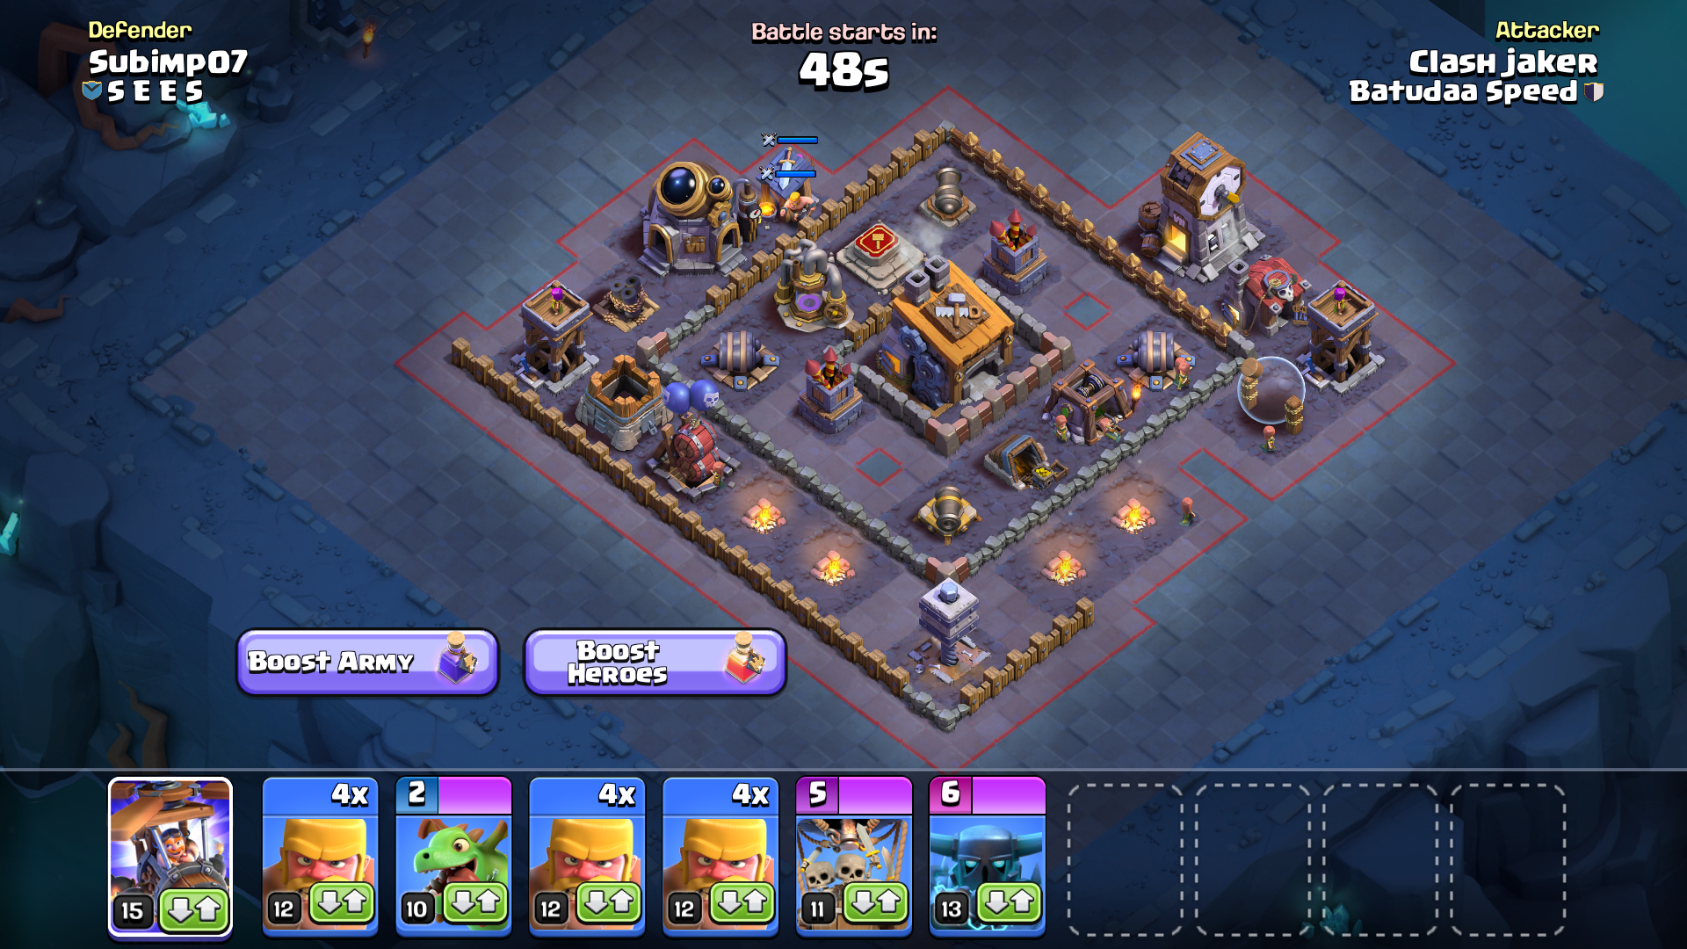 Defender
Subimp07
S E E S
Battle starts in:
48s
Attacker
Clash jaker
Batudaa Speed
Boost Army
Boost
Heroes
4x
2
4x
4x
5
6
15
12
10
12
12
11
13